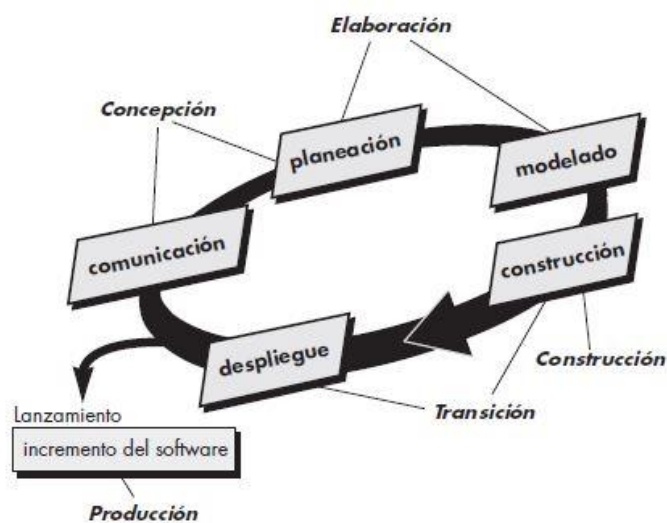 Elaboración
Concepción
planeación
modelado
comunicación
construcción
despliegue
Construcción
Transición
Lanzamiento
incremento del software
Producción